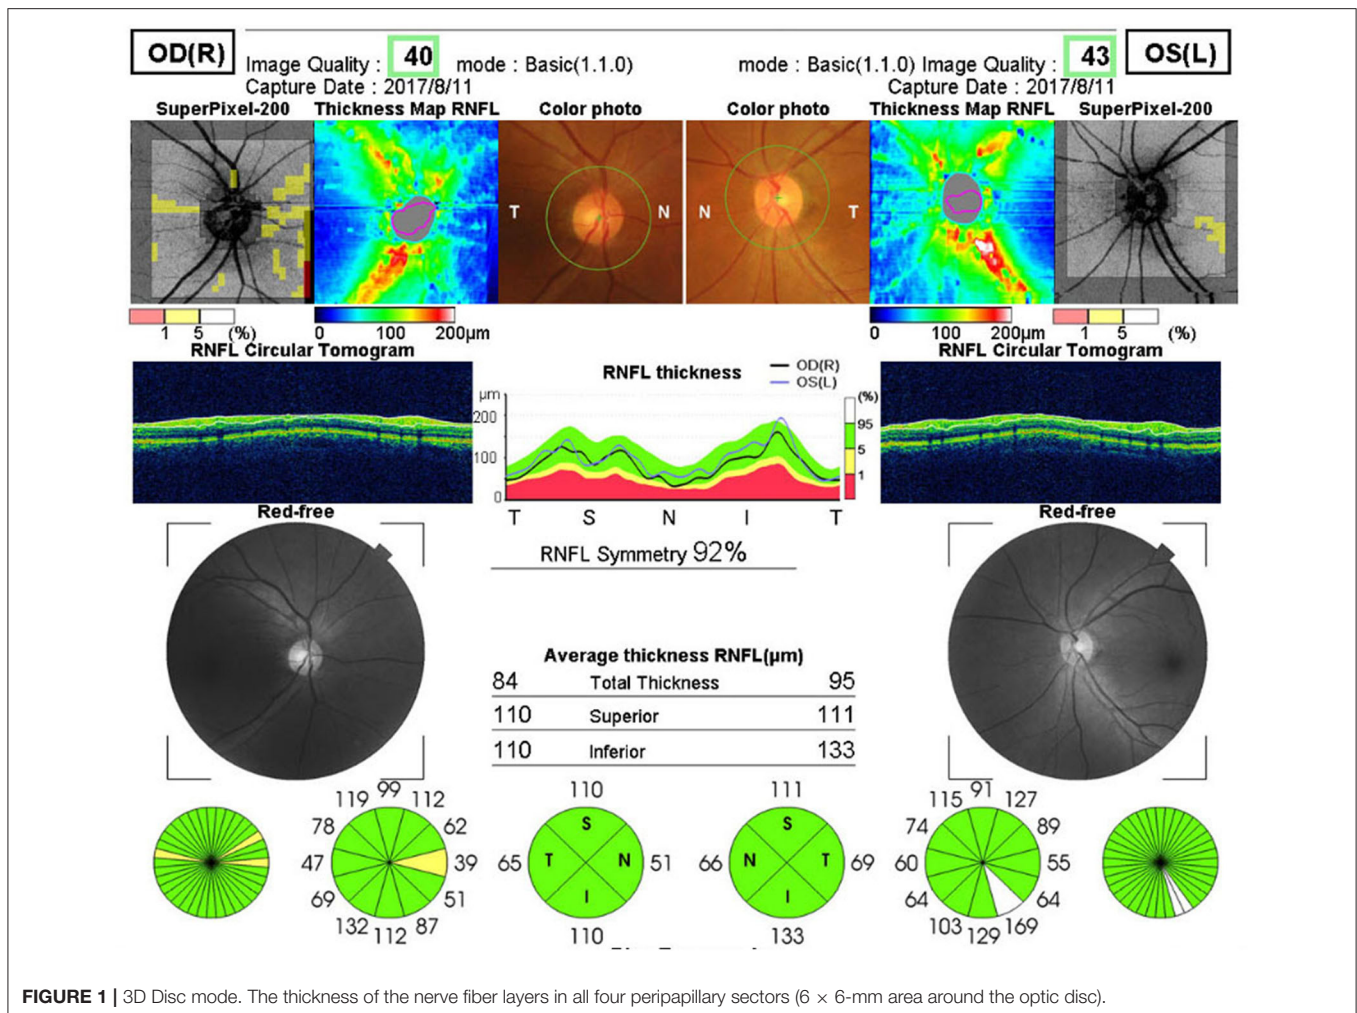 OD(R)
Image Quality : 40 mode : Basic(1.1.0)
mode : Basic(1.1.0) Image Quality : 43
OS(L)
Capture Date : 2017/8/11
Capture Date : 2017/8/11
SuperPixel-200 Thickness Map RNFL Color photo Color photo Thickness Map RNFL SuperPixel-200
T N N T
1 5 (%) 0 100 200µm 0 100 200µm 1 5 (%)
RNFL Circular Tomogram
RNFL Circular Tomogram
RNFL thickness
OD(R)
OS(L)
µm
200
100
0
(%)
95
5
1
T S N I T
Red-free
Red-free
RNFL Symmetry 92%
Average thickness RNFL(µm)
84 Total Thickness 95
110 Superior 111
110 Inferior 133
119 99 112
78 62
47 39
69 51
132 112 87
110
S
65 T N 51
I
110
111
S
66 N T 69
I
133
115 91 127
74 89
60 55
64 64
103 129 169
FIGURE 1 | 3D Disc mode. The thickness of the nerve fiber layers in all four peripapillary sectors (6 × 6-mm area around the optic disc).